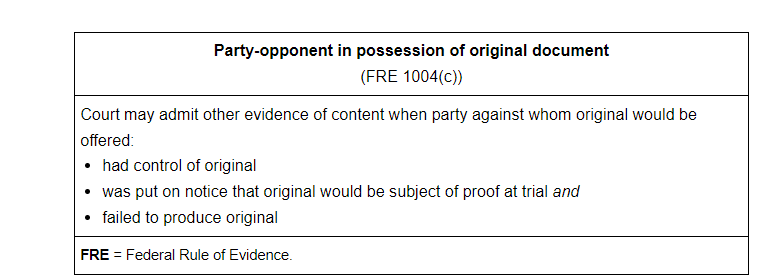 Party-opponent in possession of original document
(FRE 1004(c))
Court may admit other evidence of content when party against whom original would be
offered:
• had control of original
• was put on notice that original would be subject of proof at trial and
• failed to produce original
FRE = Federal Rule of Evidence.